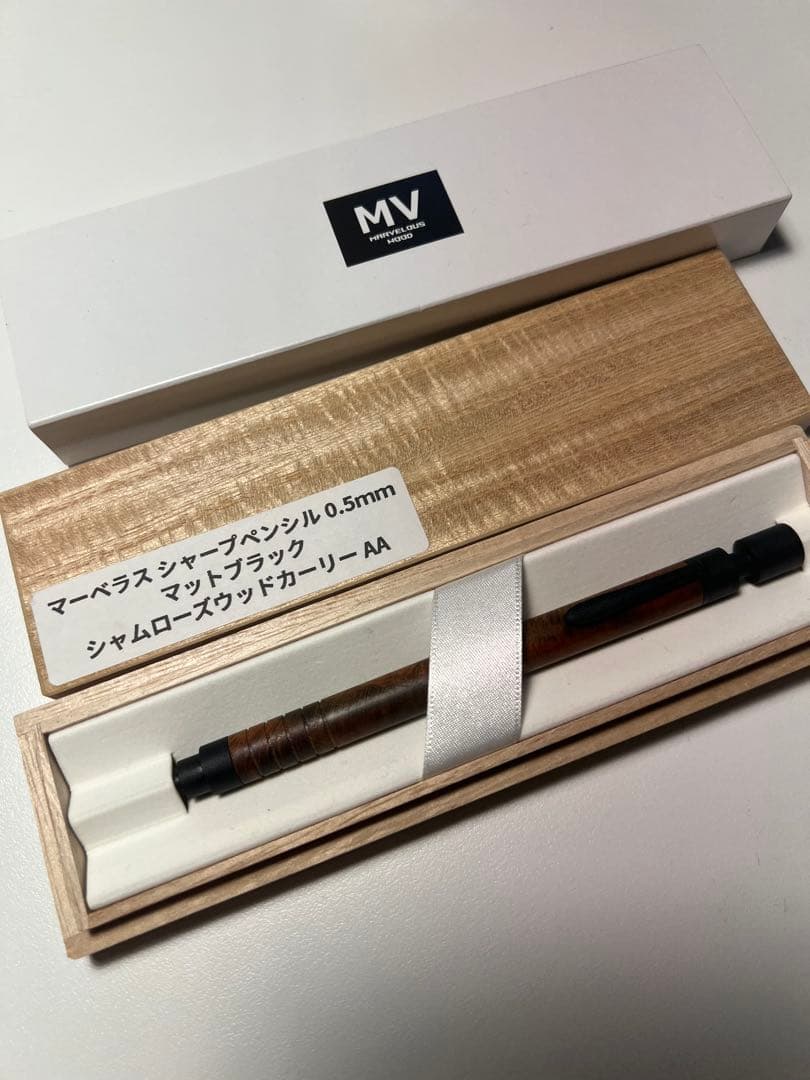 MV
MARVELOUS
WOOD
マーベラス シャープペンシル 0.5mm
マットブラック
シャムローズウッドカーリー AA